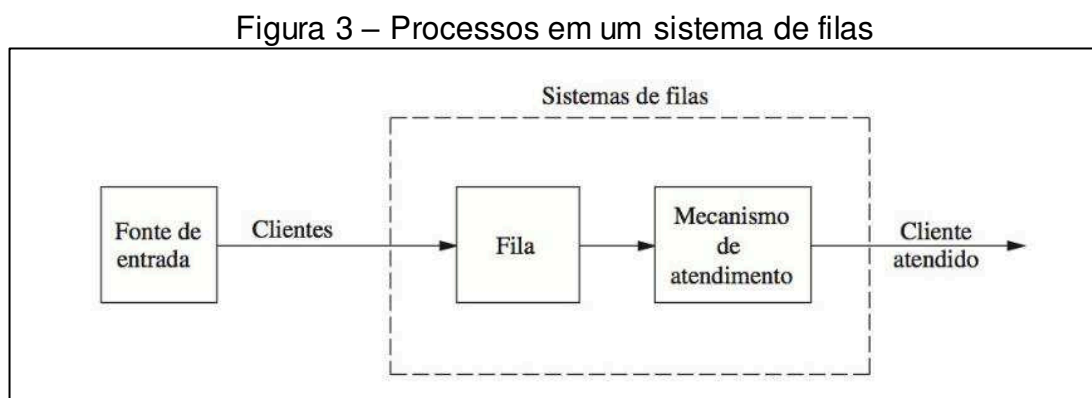 Figura 3 – Processos em um sistema de filas
Sistemas de filas
Fonte de
entrada
Clientes
Fila
Mecanismo
de
atendimento
Cliente
atendido